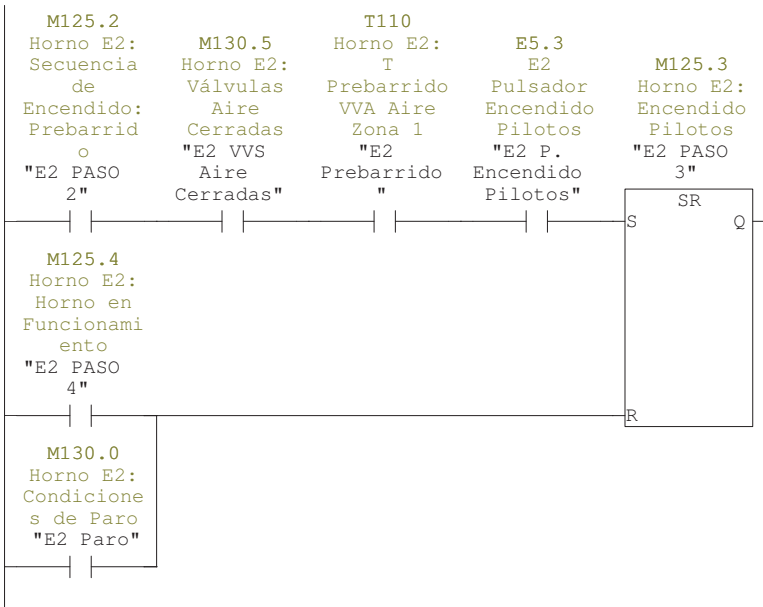 M125.2
Horno E2:
Secuencia
de
Encendido:
Prebarrid
o
"E2 PASO
2"
M130.5
Horno E2:
Válvulas
Aire
Cerradas
"E2 VVS
Aire
Cerradas"
T110
Horno E2:
T
Prebarrido
VVA Aire
Zona 1
"E2
Prebarrido
"
E5.3
E2
Pulsador
Encendido
Pilotos
"E2 P.
Encendido
Pilotos"
M125.3
Horno E2:
Encendido
Pilotos
"E2 PASO
3"
SR
S
Q
M125.4
Horno E2:
Horno en
Funcionami
ento
"E2 PASO
4"
R
M130.0
Horno E2:
Condicione
s de Paro
"E2 Paro"